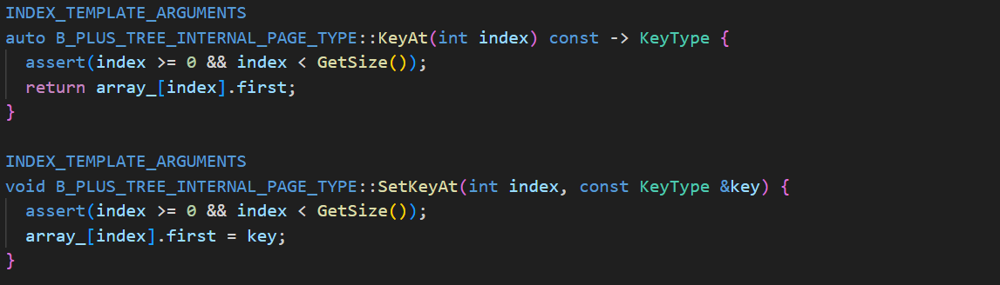 INDEX_TEMPLATE_ARGUMENTS
auto B_PLUS_TREE_INTERNAL_PAGE_TYPE::KeyAt(int index) const -> KeyType {
  assert(index >= 0 && index < GetSize());
  return array_[index].first;
}

INDEX_TEMPLATE_ARGUMENTS
void B_PLUS_TREE_INTERNAL_PAGE_TYPE::SetKeyAt(int index, const KeyType &key) {
  assert(index >= 0 && index < GetSize());
  array_[index].first = key;
}